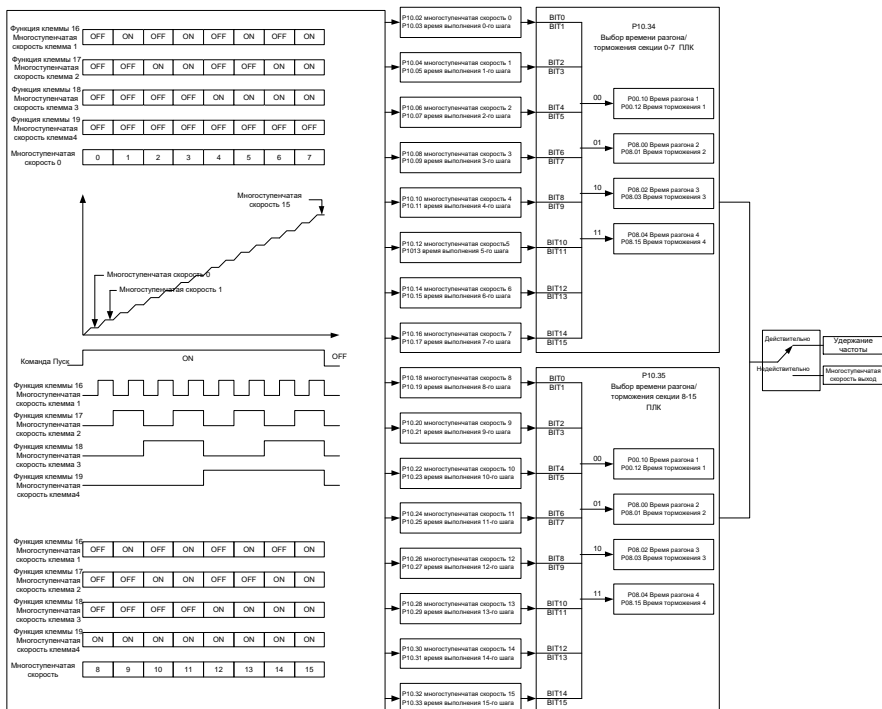 Функция клеммы 16
Многоступенчатая
скорость клемма 1
OFF ON OFF ON OFF ON OFF ON
Функция клеммы 17
Многоступенчатая
скорость клемма 2
OFF OFF ON ON OFF OFF ON ON
Функция клеммы 18
Многоступенчатая
скорость клемма 3
OFF OFF OFF OFF ON ON ON ON
Функция клеммы 19
Многоступенчатая
скорость клемма4
OFF OFF OFF OFF OFF OFF OFF OFF
Многоступенчатая
скорость 0
0 1 2 3 4 5 6 7
Многоступенчатая
скорость 15
Многоступенчатая скорость 0
Многоступенчатая скорость 1
Команда Пуск
ON
OFF
Функция клеммы 16
Многоступенчатая
скорость клемма 1
Функция клеммы 17
Многоступенчатая
скорость клемма 2
Функция клеммы 18
Многоступенчатая
скорость клемма 3
Функция клеммы 19
Многоступенчатая
скорость клемма4
Функция клеммы 16
Многоступенчатая
скорость клемма 1
OFF ON OFF ON OFF ON OFF ON
Функция клеммы 17
Многоступенчатая
скорость клемма 2
OFF OFF ON ON OFF OFF ON ON
Функция клеммы 18
Многоступенчатая
скорость клемма 3
OFF OFF OFF OFF ON ON ON ON
Функция клеммы 19
Многоступенчатая
скорость клемма4
ON ON ON ON ON ON ON ON
Многоступенчатая
скорость
8 9 10 11 12 13 14 15
P10.02 многоступенчатая скорость 0
P10.03 время выполнения 0-го шага
P10.04 многоступенчатая скорость 1
P10.05 время выполнения 1-го шага
P10.06 многоступенчатая скорость 2
P10.07 время выполнения 2-го шага
P10.08 многоступенчатая скорость 3
P10.09 время выполнения 3-го шага
P10.10 многоступенчатая скорость 4
P10.11 время выполнения 4-го шага
P10.12 многоступенчатая скорость5
P1013 время выполнения 5-го шага
P10.14 многоступенчатая скорость 6
P10.15 время выполнения 6-го шага
P10.16 многоступенчатая скорость 7
P10.17 время выполнения 7-го шага
P10.18 многоступенчатая скорость 8
P10.19 время выполнения 8-го шага
P10.20 многоступенчатая скорость 9
P10.21 время выполнения 9-го шага
P10.22 многоступенчатая скорость 10
P10.23 время выполнения 10-го шага
P10.24 многоступенчатая скорость 11
P10.25 время выполнения 11-го шага
P10.26 многоступенчатая скорость 12
P10.27 время выполнения 12-го шага
P10.28 многоступенчатая скорость 13
P10.29 время выполнения 13-го шага
P10.30 многоступенчатая скорость 14
P10.31 время выполнения 14-го шага
P10.32 многоступенчатая скорость 15
P10.33 время выполнения 15-го шага
P10.34
Выбор времени разгона/
торможения секции 0-7 ПЛК
BIT0
BIT1
BIT2
BIT3
BIT4
BIT5
BIT6
BIT7
BIT8
BIT9
BIT10
BIT11
BIT12
BIT13
BIT14
BIT15
00
P00.10 Время разгона 1
P00.12 Время торможения 1
01
P08.00 Время разгона 2
P08.01 Время торможения 2
10
P08.02 Время разгона 3
P08.03 Время торможения 3
11
P08.04 Время разгона 4
P08.15 Время торможения 4
P10.35
Выбор времени разгона/
торможения секции 8-15
ПЛК
BIT0
BIT1
BIT2
BIT3
BIT4
BIT5
BIT6
BIT7
BIT8
BIT9
BIT10
BIT11
BIT12
BIT13
BIT14
BIT15
00
P00.10 Время разгона 1
P00.12 Время торможения 1
01
P08.00 Время разгона 2
P08.01 Время торможения 2
10
P08.02 Время разгона 3
P08.03 Время торможения 3
11
P08.04 Время разгона 4
P08.15 Время торможения 4
Действительно
Недействительно
Удержание
частоты
Многоступенчатая
скорость выход